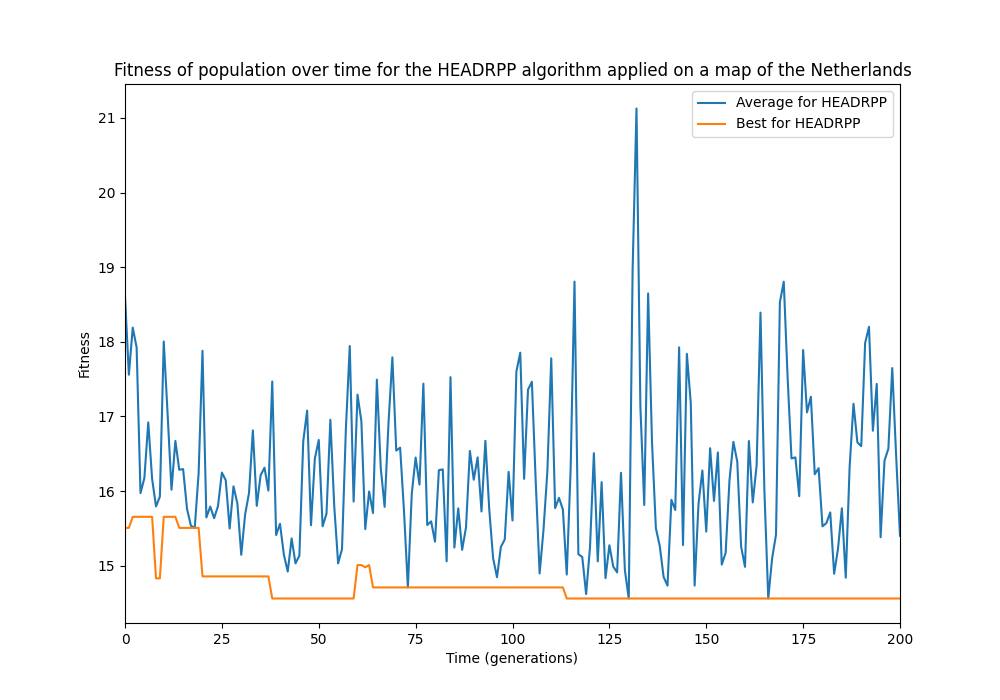 Fitness of population over time for the HEADRPP algorithm applied on a map of the Netherlands
Average for HEADRPP
Best for HEADRPP
Fitness
21
20
19
18
17
16
15
0 25 50 75 100 125 150 175 200
Time (generations)